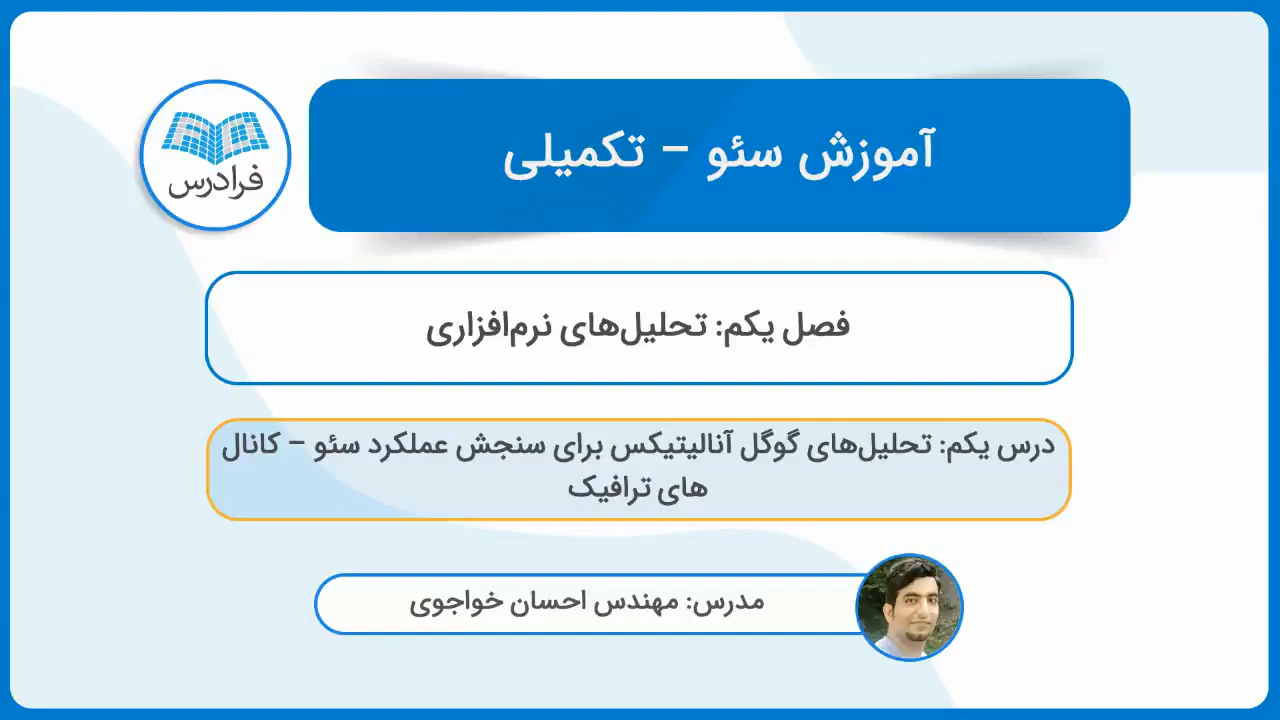 آموزش سئو – تکمیلی
فرادرس
فصل یکم: تحلیل‌های نرم‌افزاری
درس یکم: تحلیل‌های گوگل آنالیتیکس برای سنجش عملکرد سئو – کانال
های ترافیک
مدرس: مهندس احسان خواجوی